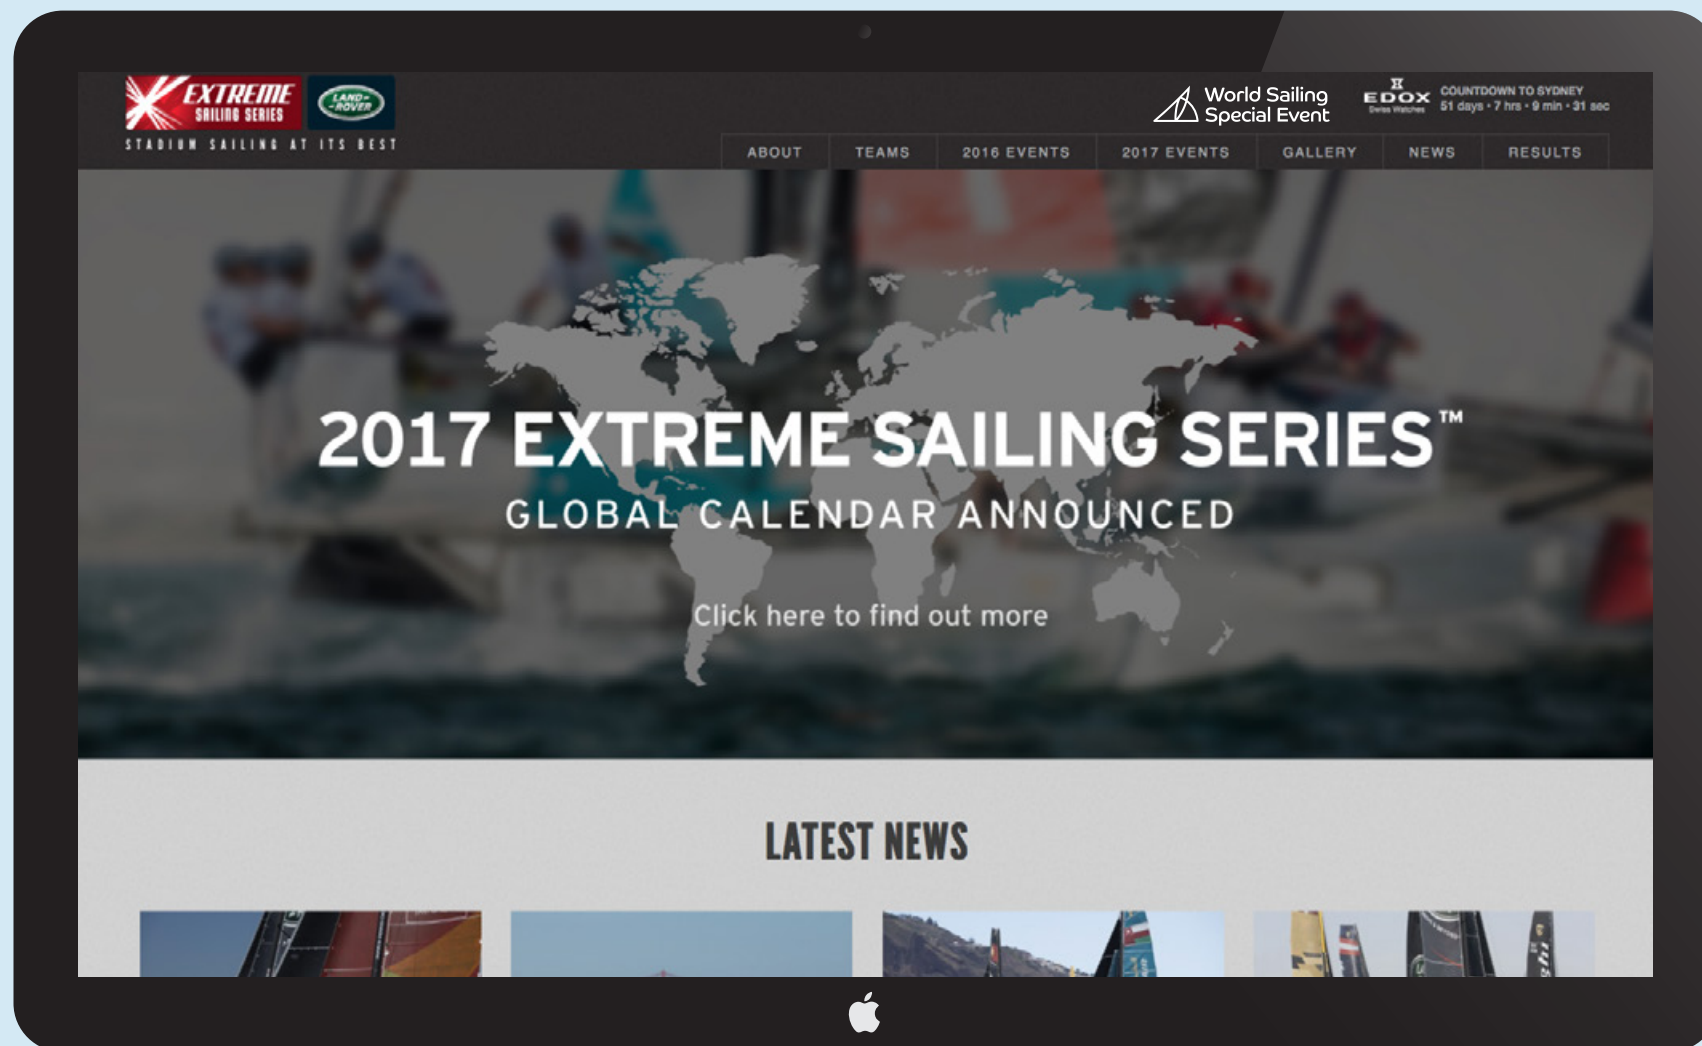 EXTREME
SAILING SERIES
LAND-
-ROVER
STADIUM SAILING AT ITS BEST
World Sailing
Special Event
EDOX
Swiss Watches
COUNTDOWN TO SYDNEY
51 days • 7 hrs • 9 min • 31 sec
ABOUT
TEAMS
2016 EVENTS
2017 EVENTS
GALLERY
NEWS
RESULTS
2017 EXTREME SAILING SERIES™
GLOBAL CALENDAR ANNOUNCED
Click here to find out more
LATEST NEWS